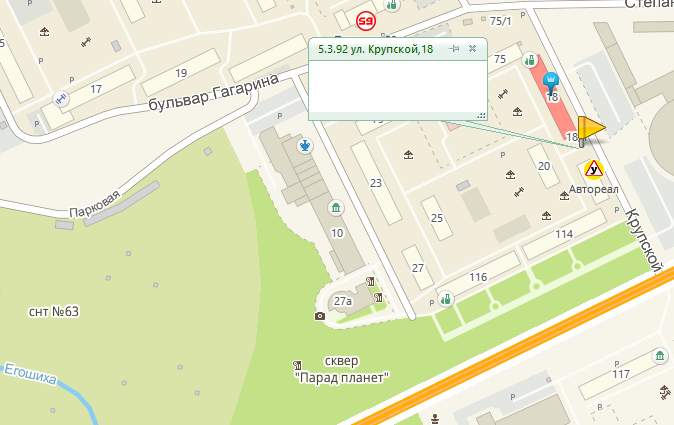 75/1
Степан
59
5.3.92 ул. Крупской,18
75
19
17
18
бульвар Гагарина
P
18
20
23
Автореал
У
Парковая
25
Крупской
10
114
27
116
27а
снт №63
сквер
"Парад планет"
Егошиха
117